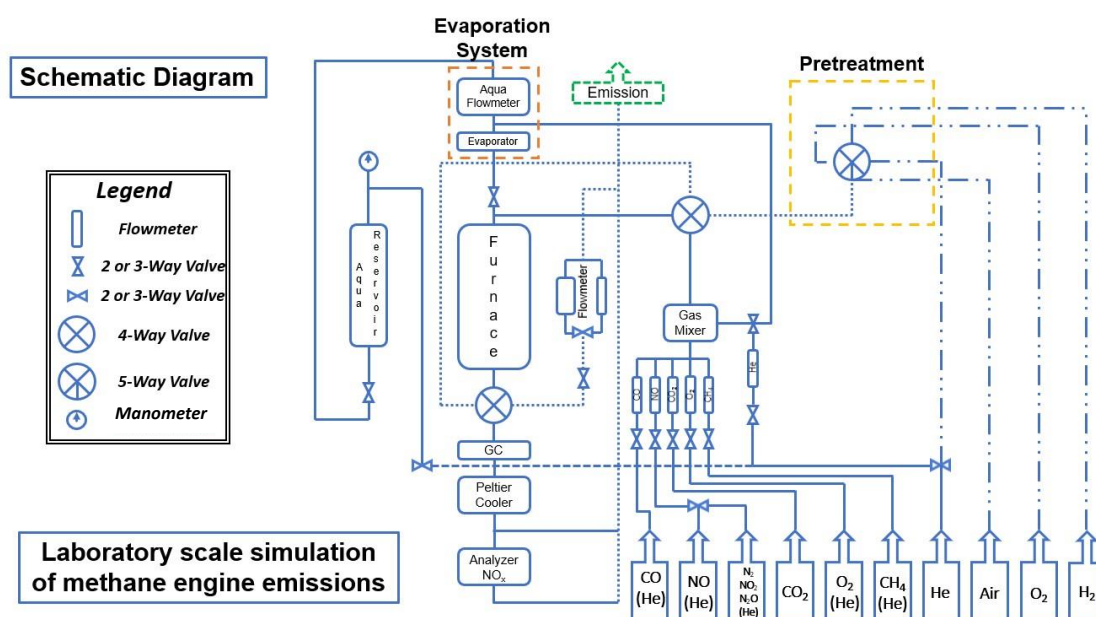 Schematic Diagram
Evaporation
System
Aqua
Flowmeter
Evaporator
Emission
Pretreatment
Legend
Flowmeter
2 or 3-Way Valve
2 or 3-Way Valve
4-Way Valve
5-Way Valve
Manometer
Aqua
Reservoir
Furnace
Flowmeter
Gas
Mixer
CO
NO
CO₂
O₂
CH₄
He
GC
Peltier
Cooler
Analyzer
NOₓ
Laboratory scale simulation
of methane engine emissions
CO
(He)
NO
(He)
N₂
NO₂
N₂O
(He)
CO₂
O₂
(He)
CH₄
(He)
He
Air
O₂
H₂